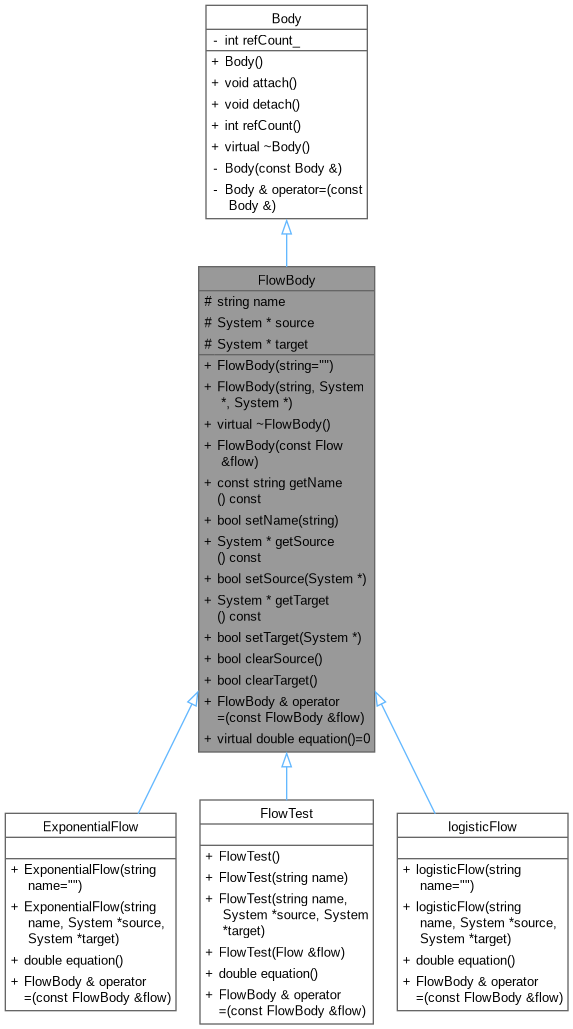 Body
- int refCount_
+ Body()
+ void attach()
+ void detach()
+ int refCount()
+ virtual ~Body()
- Body(const Body &)
- Body & operator=(const
Body &)
FlowBody
# string name
# System * source
# System * target
+ FlowBody(string="")
+ FlowBody(string, System
*, System *)
+ virtual ~FlowBody()
+ FlowBody(const Flow
&flow)
+ const string getName
() const
+ bool setName(string)
+ System * getSource
() const
+ bool setSource(System *)
+ System * getTarget
() const
+ bool setTarget(System *)
+ bool clearSource()
+ bool clearTarget()
+ FlowBody & operator
=(const FlowBody &flow)
+ virtual double equation()=0
ExponentialFlow
+ ExponentialFlow(string
name="")
+ ExponentialFlow(string
name, System *source,
System *target)
+ double equation()
+ FlowBody & operator
=(const FlowBody &flow)
FlowTest
+ FlowTest()
+ FlowTest(string name)
+ FlowTest(string name,
System *source, System
*target)
+ FlowTest(Flow &flow)
+ double equation()
+ FlowBody & operator
=(const FlowBody &flow)
logisticFlow
+ logisticFlow(string
name="")
+ logisticFlow(string
name, System *source,
System *target)
+ double equation()
+ FlowBody & operator
=(const FlowBody &flow)